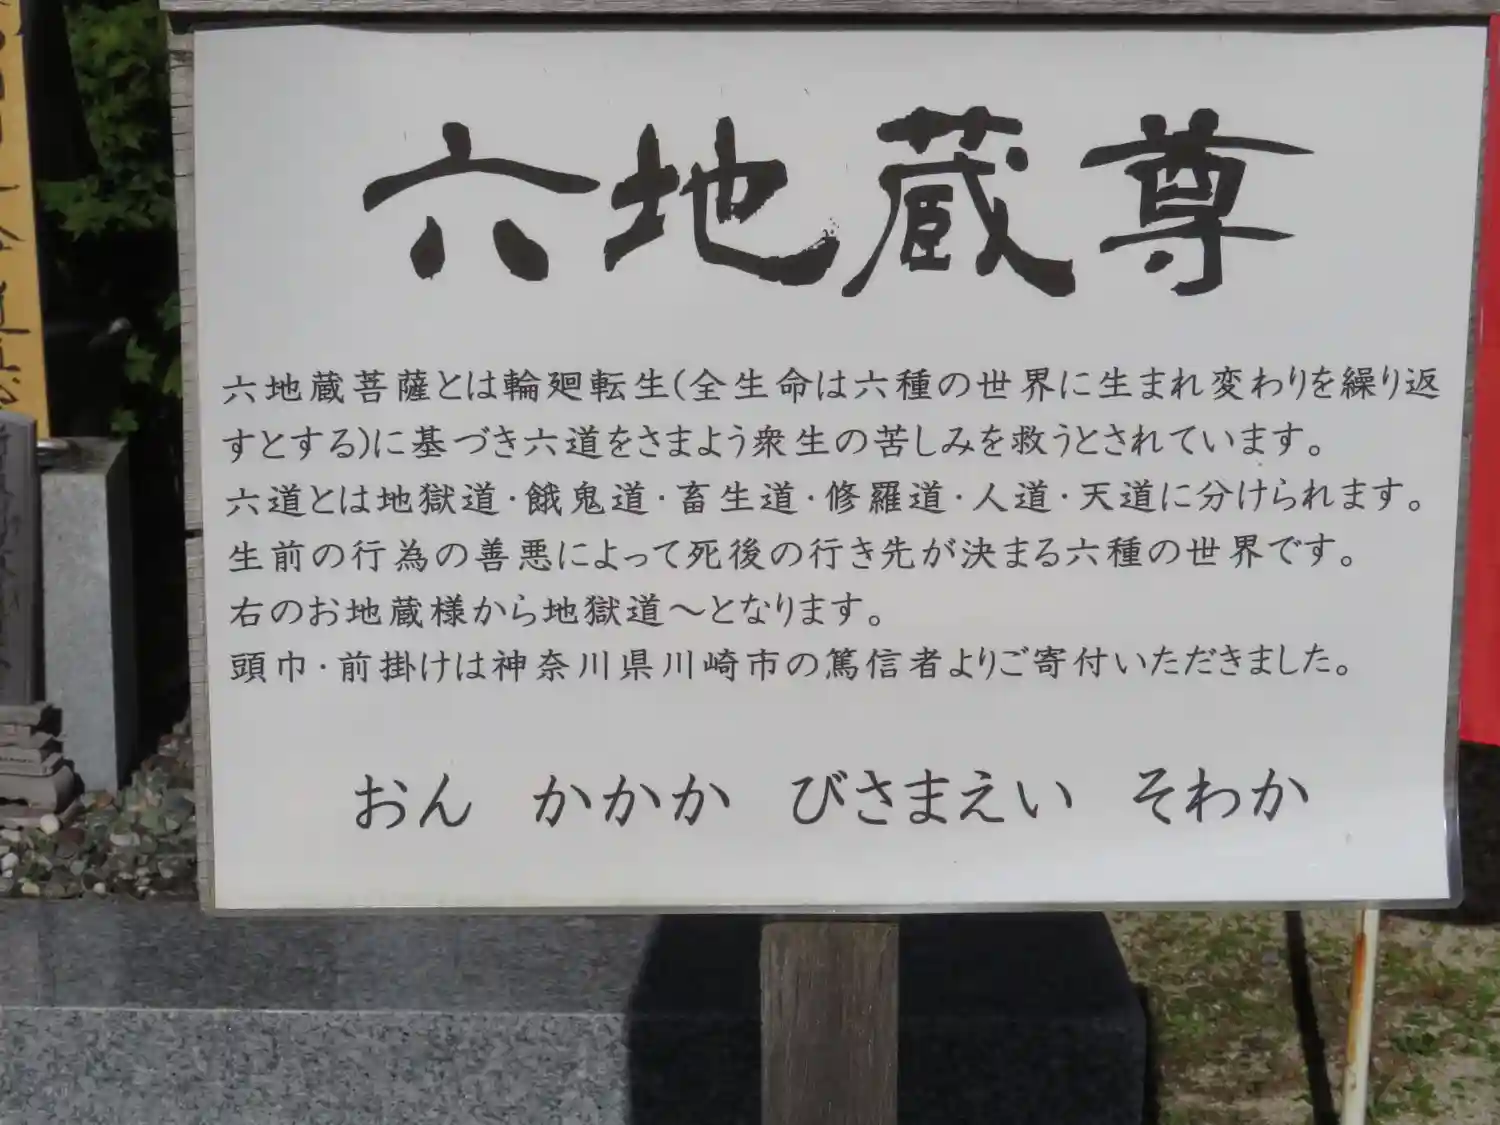 六地蔵尊
六地蔵菩薩とは輪廻転生(全生命は六種の世界に生まれ変わりを繰り返
すとする)に基づき六道をさまよう衆生の苦しみを救うとされています。
六道とは地獄道・餓鬼道・畜生道・修羅道・人道・天道に分けられます。
生前の行為の善悪によって死後の行き先が決まる六種の世界です。
右のお地蔵様から地獄道～となります。
頭巾・前掛けは神奈川県川崎市の篤信者よりご寄付いただきました。
おん　かかか　びさまえい　そわか